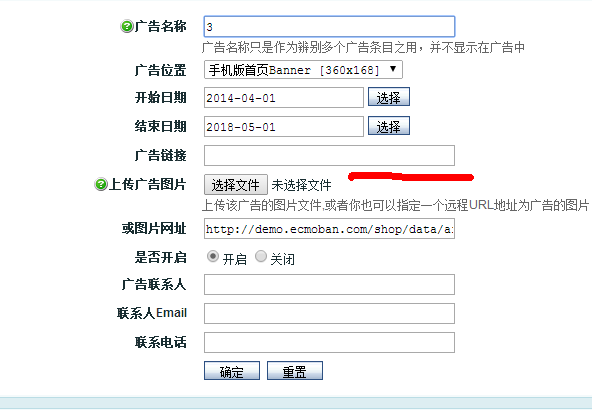 广告名称 3
广告名称只是作为辨别多个广告条目之用，并不显示在广告中
广告位置 手机版首页Banner [360x168]
开始日期 2014-04-01 选择
结束日期 2018-05-01 选择
广告链接
上传广告图片 选择文件 未选择文件
上传该广告的图片文件,或者你也可以指定一个远程URL地址为广告的图片
或图片网址 http://demo.ecmoban.com/shop/data/a
是否开启 开启 关闭
广告联系人
联系人Email
联系电话
确定 重置